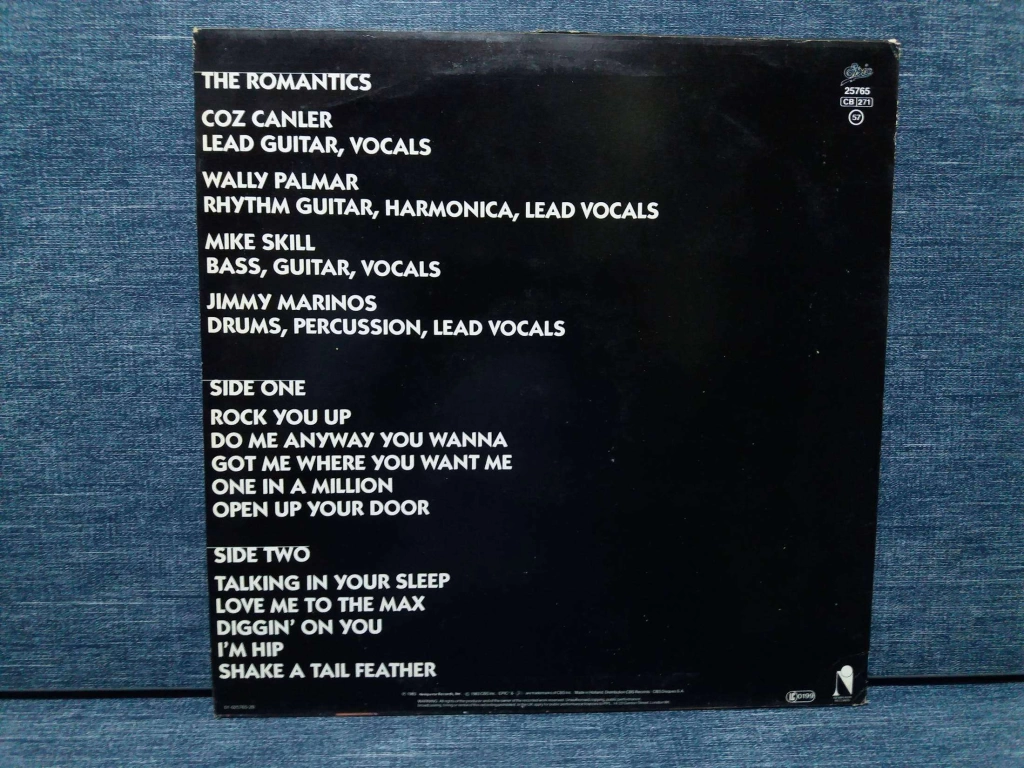 THE ROMANTICS
COZ CANLER
LEAD GUITAR, VOCALS
WALLY PALMAR
RHYTHM GUITAR, HARMONICA, LEAD VOCALS
MIKE SKILL
BASS, GUITAR, VOCALS
JIMMY MARINOS
DRUMS, PERCUSSION, LEAD VOCALS
SIDE ONE
ROCK YOU UP
DO ME ANYWAY YOU WANNA
GOT ME WHERE YOU WANT ME
ONE IN A MILLION
OPEN UP YOUR DOOR
SIDE TWO
TALKING IN YOUR SLEEP
LOVE ME TO THE MAX
DIGGIN' ON YOU
I'M HIP
SHAKE A TAIL FEATHER
Epic
25765
CB 271
57